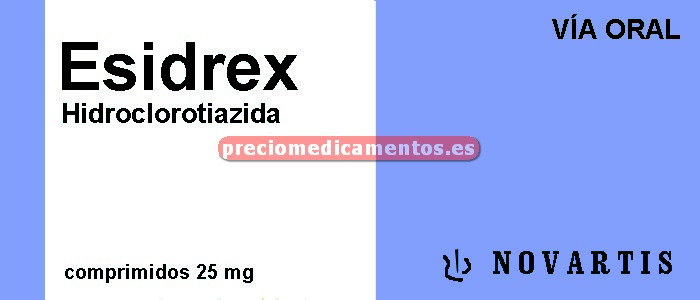 VÍA ORAL
Esidrex
Hidroclorotiazida
preciomedicamentos.es
comprimidos 25 mg
NOVARTIS